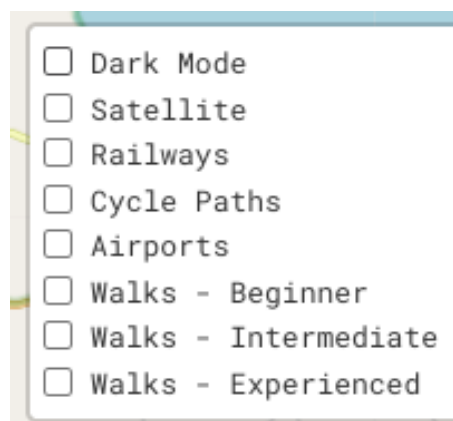 Dark Mode
Satellite
Railways
Cycle Paths
Airports
Walks - Beginner
Walks - Intermediate
Walks - Experienced